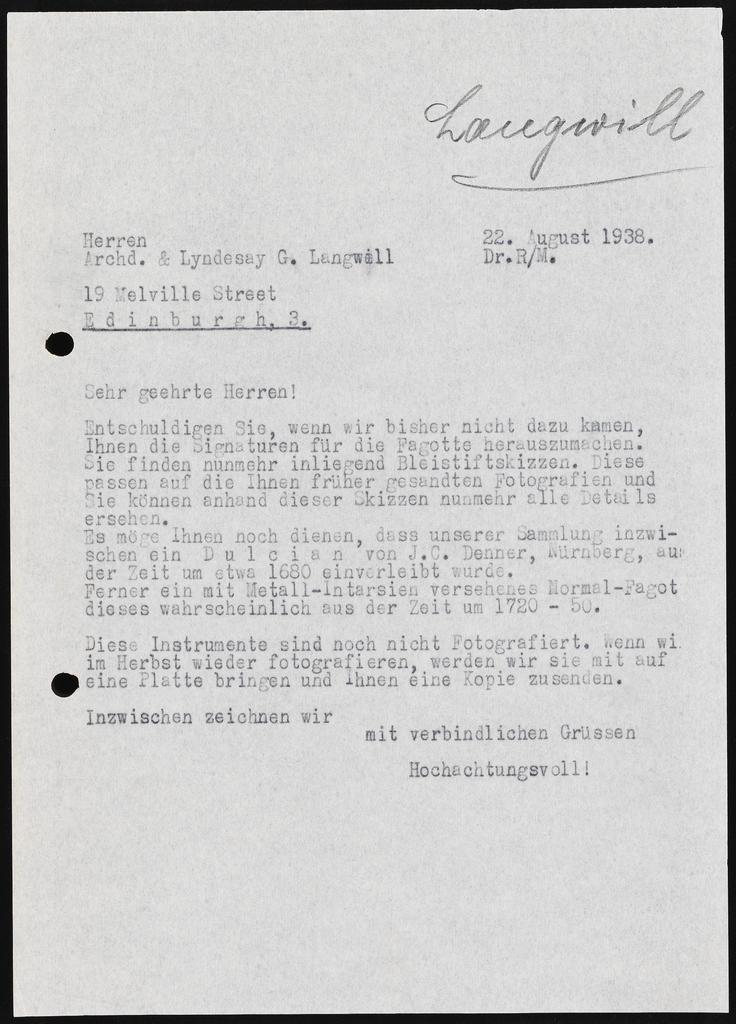 Langwill
Herren
Archd. & Lyndesay G. Langwill
22. August 1938.
Dr.R/M.
19 Melville Street
Edinburgh, 3.
Sehr geehrte Herren!
Entschuldigen Sie, wenn wir bisher nicht dazu kamen,
Ihnen die Signaturen für die Fagotte herauszumachen.
Sie finden nunmehr inliegend Bleistiftskizzen. Diese
passen auf die Ihnen früher gesandten Fotografien und
Sie können anhand dieser Skizzen nunmehr alle Details
ersehen.
Es möge Ihnen noch dienen, dass unserer Sammlung inzwi-
schen ein D u l c i a n von J.C. Denner, Nürnberg, aus
der Zeit um etwa 1680 einverleibt wurde.
Ferner ein mit Metall-Intarsien versehenes Normal-Fagot
dieses wahrscheinlich aus der Zeit um 1720 - 50.
Diese Instrumente sind noch nicht Fotografiert. Wenn wi
im Herbst wieder fotografieren, werden wir sie mit auf
eine Platte bringen und Ihnen eine Kopie zusenden.
Inzwischen zeichnen wir
mit verbindlichen Grüssen
Hochachtungsvoll!